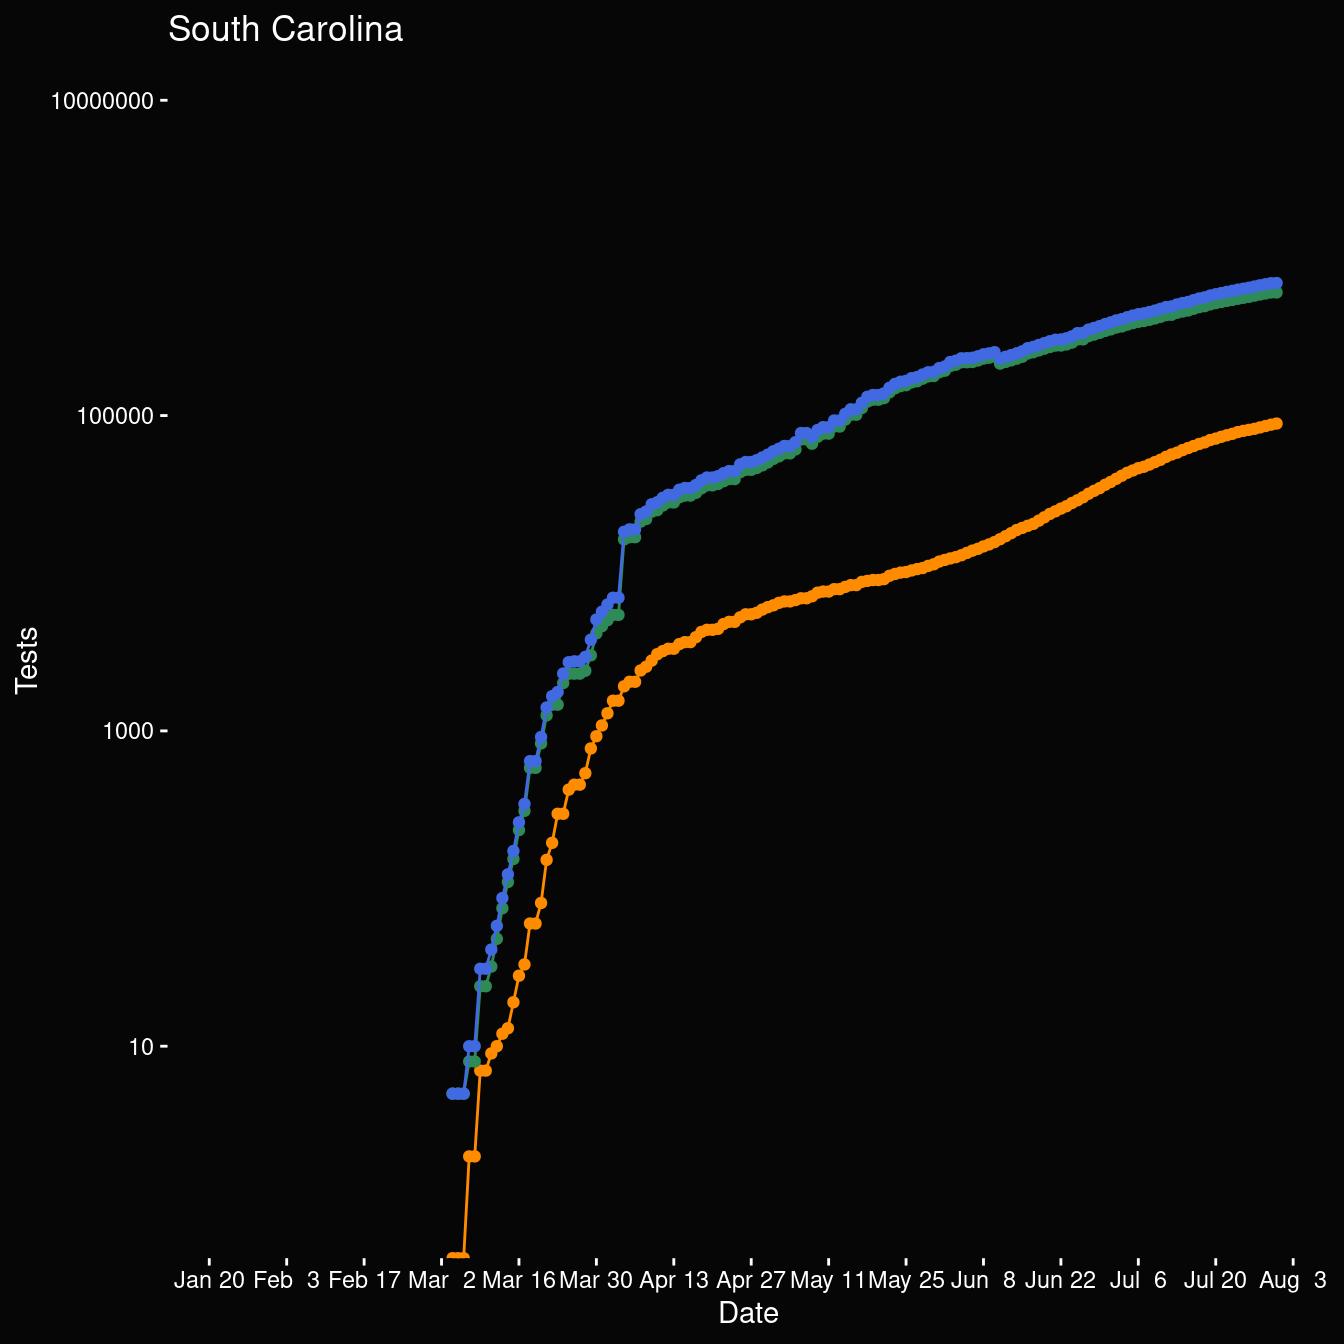 South Carolina
10000000
100000
1000
10
Tests
Jan 20 Feb 3 Feb 17 Mar 2 Mar 16 Mar 30 Apr 13 Apr 27 May 11 May 25 Jun 8 Jun 22 Jul 6 Jul 20 Aug 3
Date